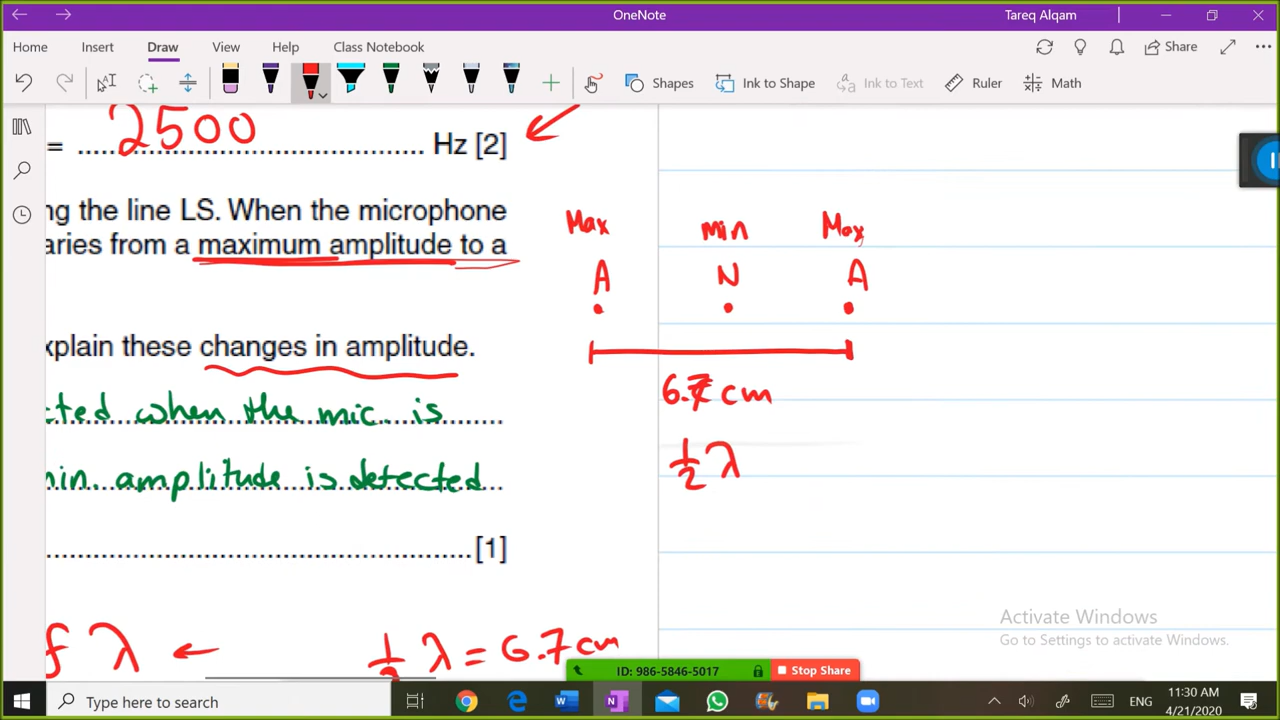 OneNote
Tareq Alqam
Home Insert Draw View Help Class Notebook
Share
Shapes Ink to Shape Ink to Text Ruler Math
2500
= ............................................. Hz [2]
ng the line LS. When the microphone
aries from a maximum amplitude to a
Max min Max
A N A
xplain these changes in amplitude.
6.7 cm
cted when the mic. is
1/2 λ
min. amplitude is detected
[1]
f λ ← 1/2 λ = 6.7 cm
Activate Windows
Go to Settings to activate Windows.
ID: 986-5846-5017 Stop Share
Type here to search
ENG
11:30 AM
4/21/2020